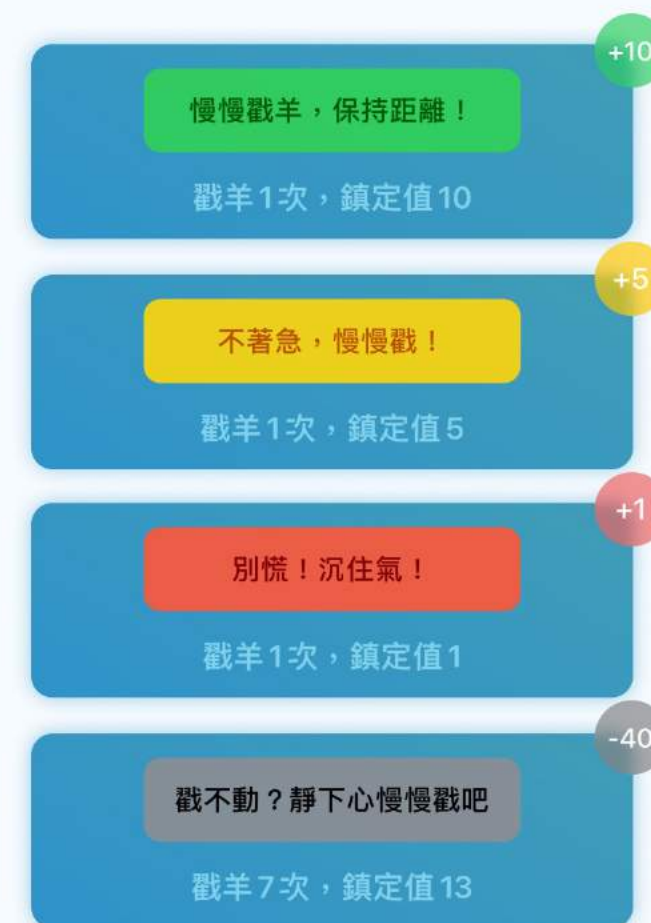 +10
慢慢戳羊，保持距離！
戳羊1次，鎮定值10
+5
不著急，慢慢戳！
戳羊1次，鎮定值5
+1
別慌！沉住氣！
戳羊1次，鎮定值1
-40
戳不動？靜下心慢慢戳吧
戳羊7次，鎮定值13